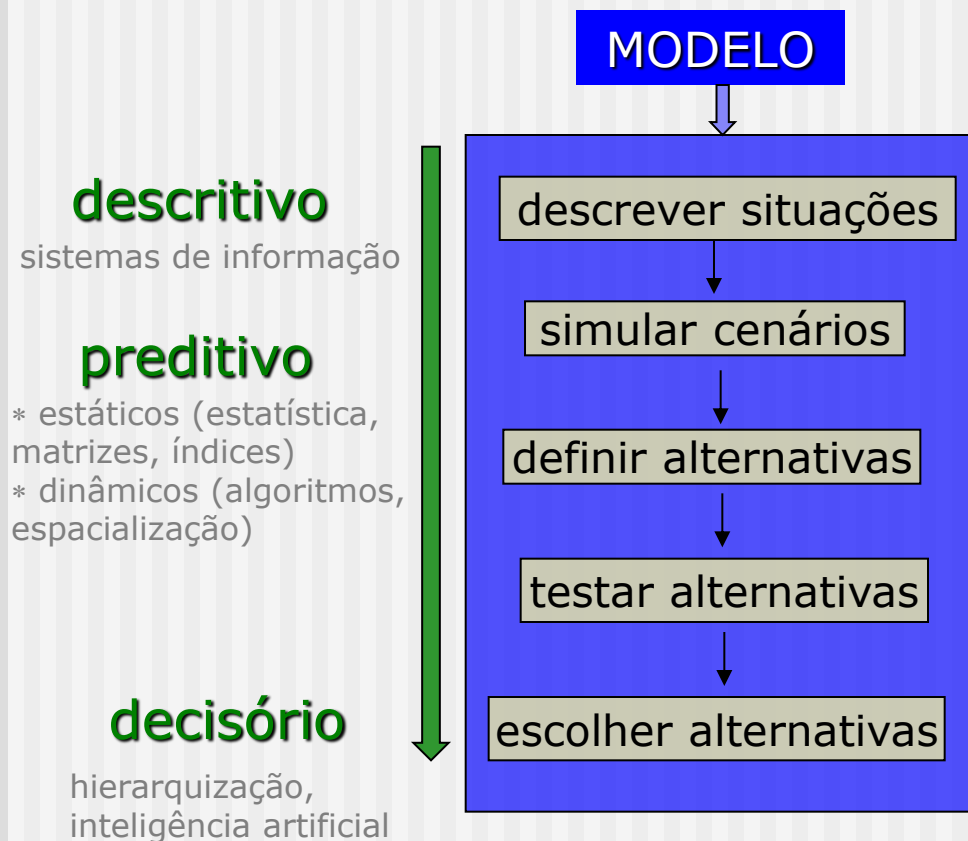 MODELO
descritivo
sistemas de informação
preditivo
* estáticos (estatística,
matrizes, índices)
* dinâmicos (algoritmos,
espacialização)
decisório
hierarquização,
inteligência artificial
descrever situações
simular cenários
definir alternativas
testar alternativas
escolher alternativas